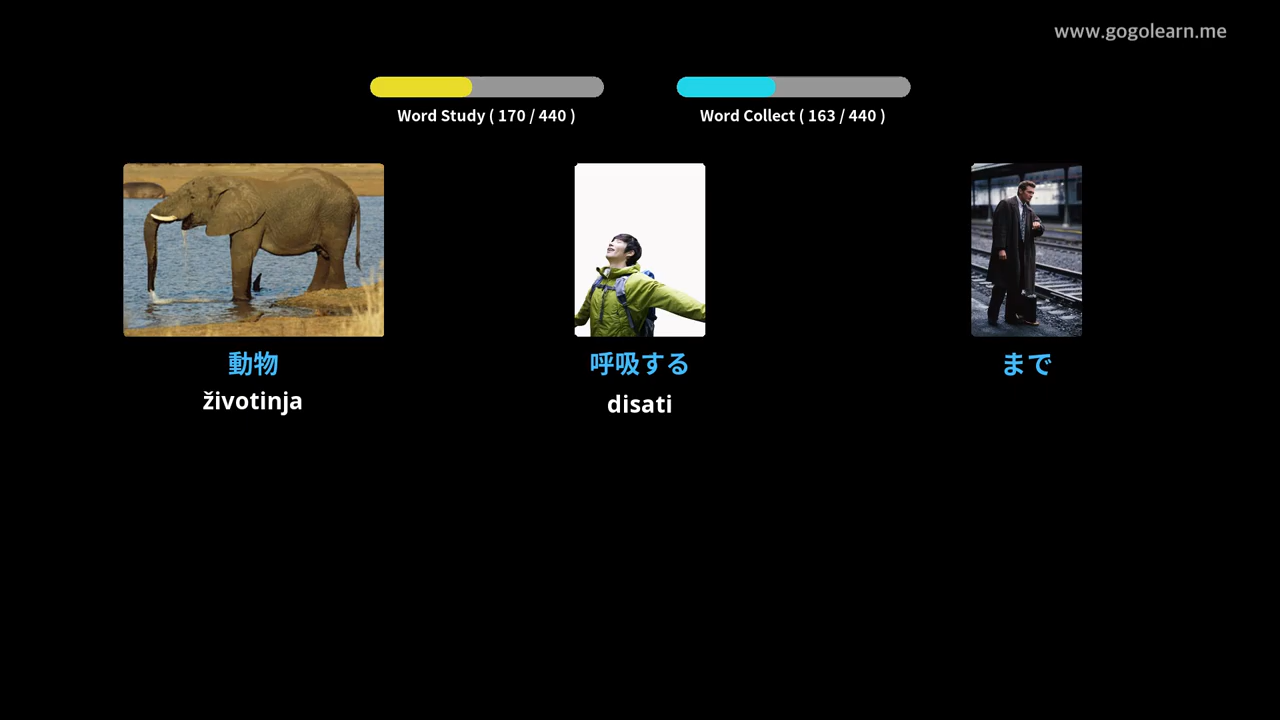 www.gogolearn.me
Word Study ( 170 / 440 )
Word Collect ( 163 / 440 )
動物
呼吸する
まで
životinja
disati